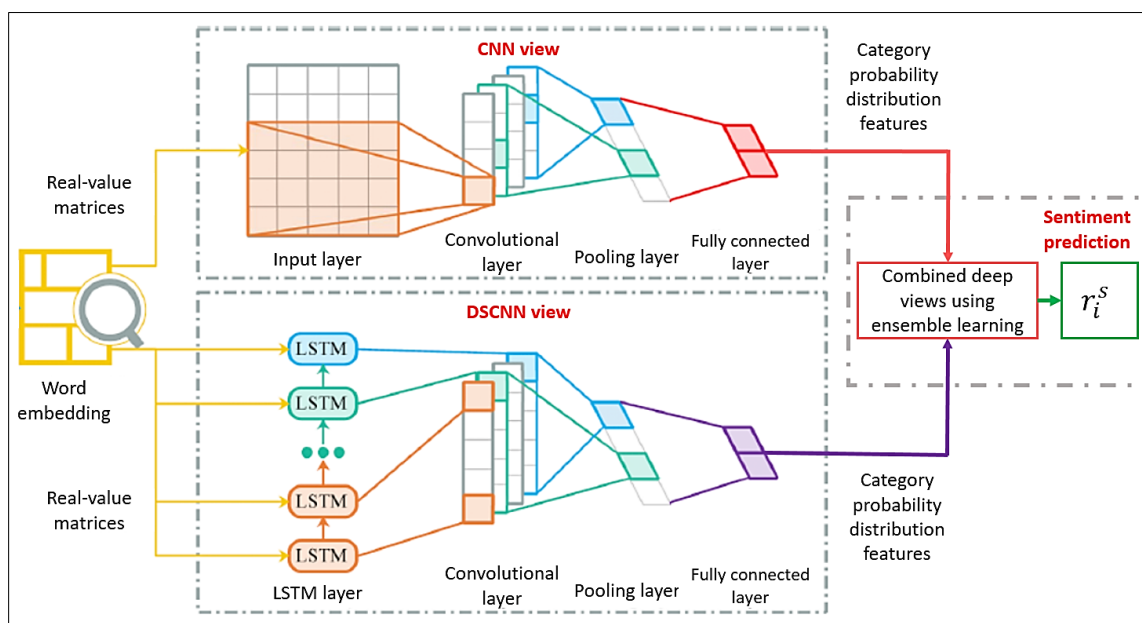 CNN view
Category
probability
distribution
features
Real-value
matrices
Input layer
Convolutional
layer
Pooling layer
Fully connected
layer
Sentiment
prediction
Combined deep
views using
ensemble learning
r_i^s
DSCNN view
LSTM
LSTM
LSTM
LSTM
Word
embedding
Real-value
matrices
LSTM layer
Convolutional
layer
Pooling layer
Fully connected
layer
Category
probability
distribution
features